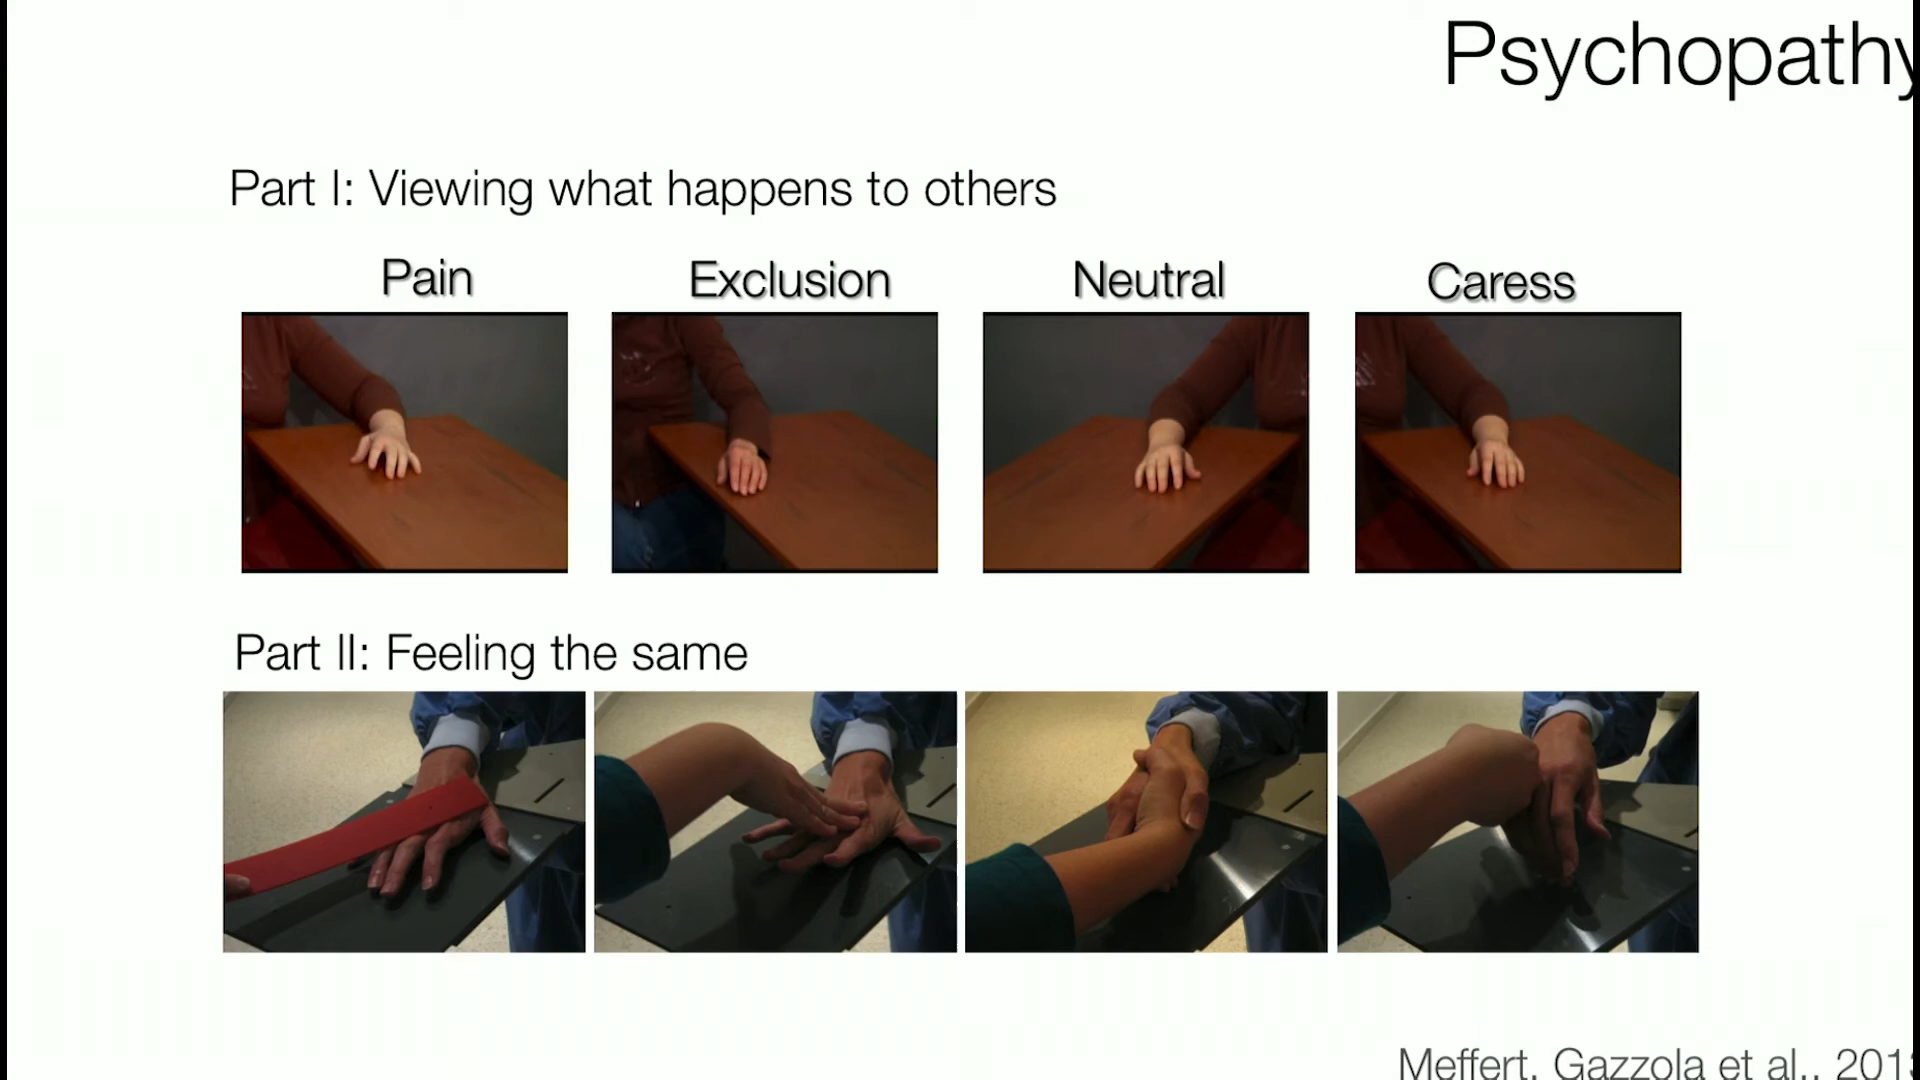 Psychopathy
Part I: Viewing what happens to others
Pain Exclusion Neutral Caress
Part II: Feeling the same
Meffert, Gazzola et al., 2013